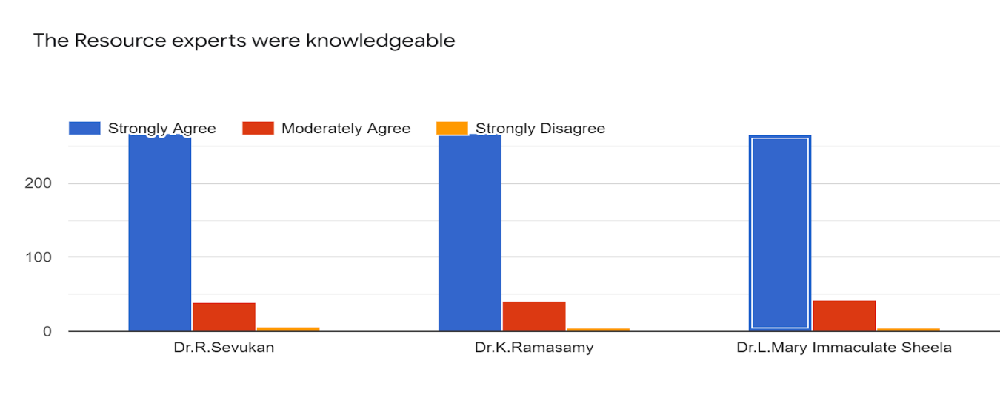 The Resource experts were knowledgeable
Strongly Agree Moderately Agree Strongly Disagree
200
100
0
Dr.R.Sevukan Dr.K.Ramasamy Dr.L.Mary Immaculate Sheela